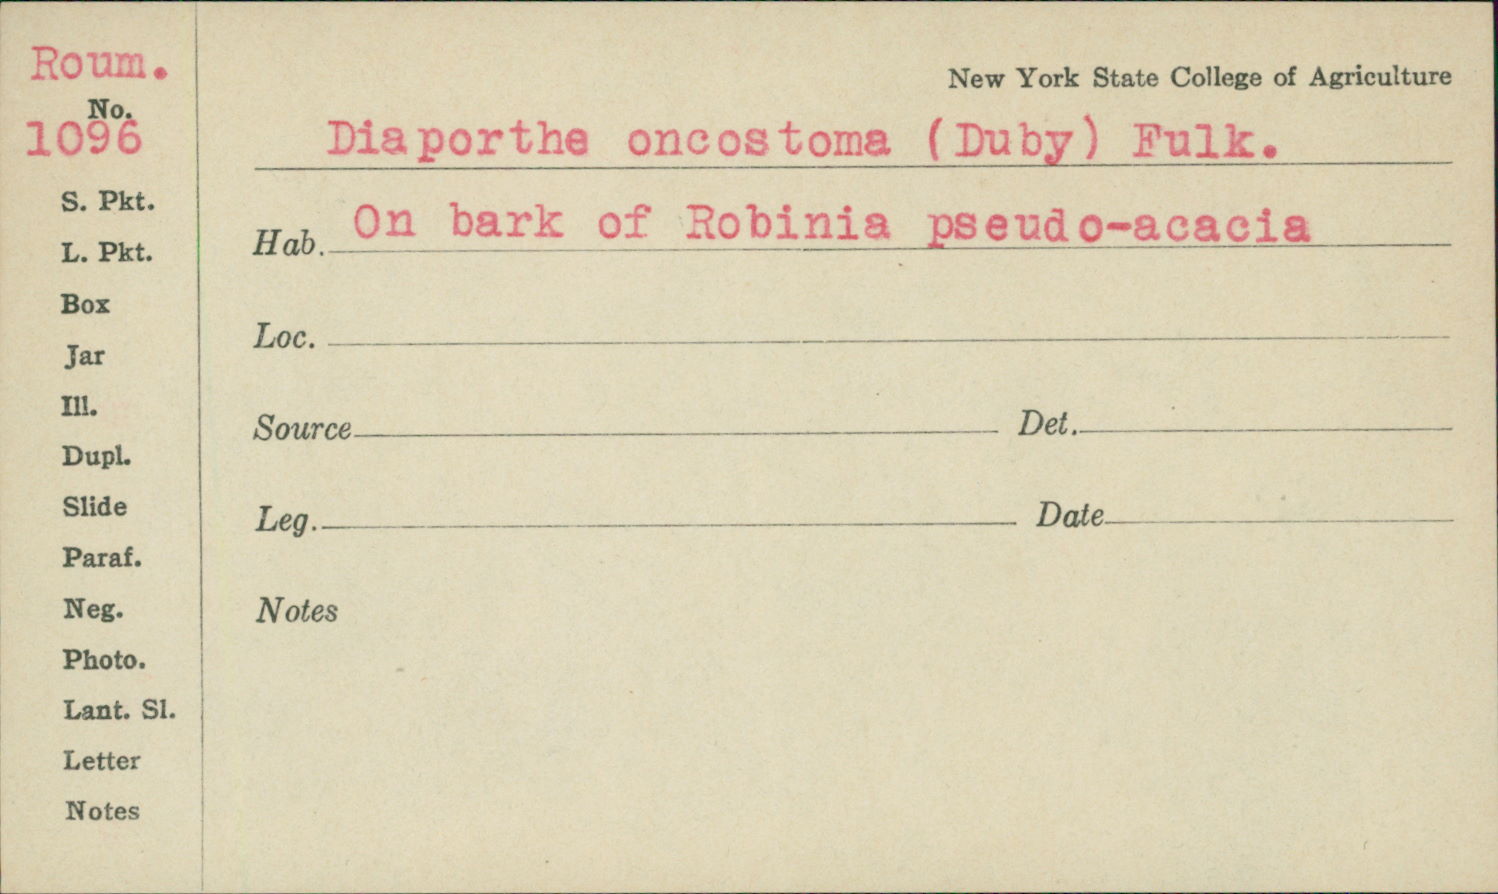 Roum.
No.
1096
S. Pkt.
L. Pkt.
Box
Jar
Ill.
Dupl.
Slide
Paraf.
Neg.
Photo.
Lant. Sl.
Letter
Notes
New York State College of Agriculture
Diaporthe oncostoma (Duby) Fulk.
Hab. On bark of Robinia pseudo-acacia
Loc.
Source Det.
Leg. Date
Notes